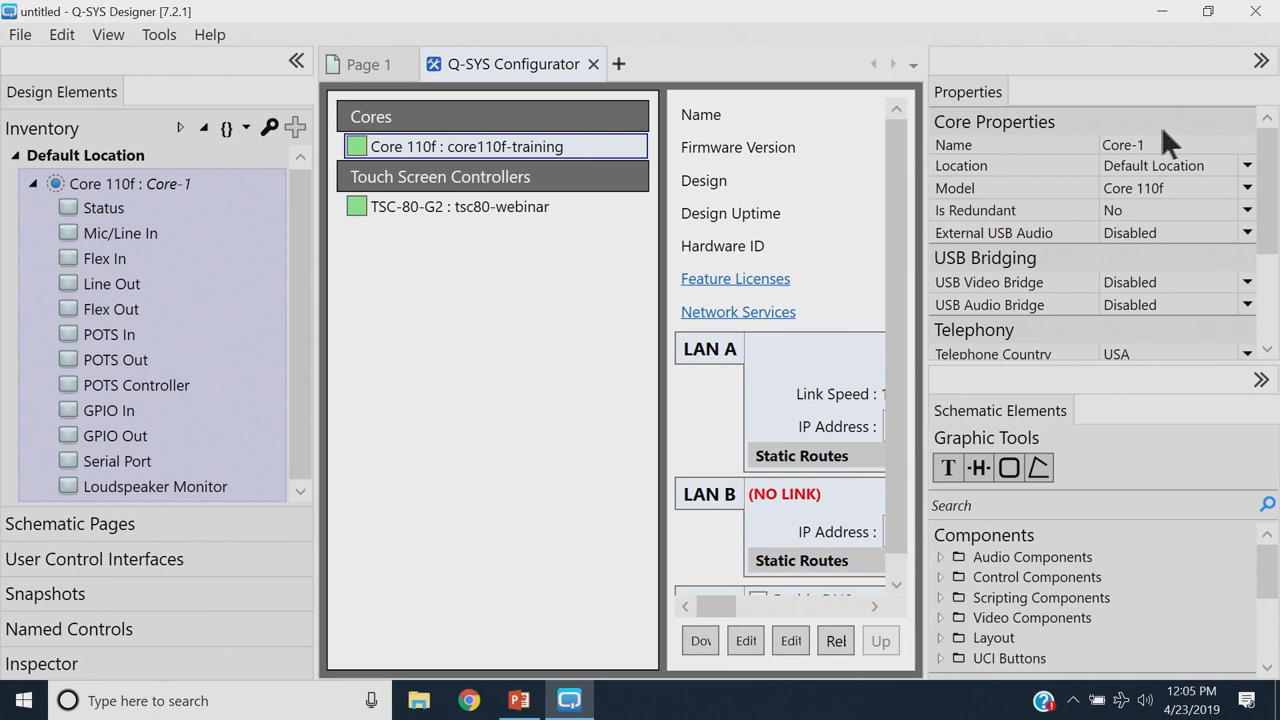 untitled - Q-SYS Designer [7.2,1]
File Edit View Tools Help
Page 1
Q-SYS Configurator
Design Elements
Inventory
Default Location
Core 110f : Core-1
Status
Mic/Line In
Flex In
Line Out
Flex Out
POTS In
POTS Out
POTS Controller
GPIO In
GPIO Out
Serial Port
Loudspeaker Monitor
Schematic Pages
User Control Interfaces
Snapshots
Named Controls
Inspector
Cores
Core 110f : core110f-training
Touch Screen Controllers
TSC-80-G2 : tsc80-webinar
Name
Firmware Version
Design
Design Uptime
Hardware ID
Feature Licenses
Network Services
LAN A
Link Speed : 1
IP Address :
Static Routes
LAN B (NO LINK)
IP Address :
Static Routes
Edit Edit Rel Up
Properties
Core Properties
Name Core-1
Location Default Location
Model Core 110f
Is Redundant No
External USB Audio Disabled
USB Bridging
USB Video Bridge Disabled
USB Audio Bridge Disabled
Telephony
Telephone Country USA
Schematic Elements
Graphic Tools
T H
Search
Components
Audio Components
Control Components
Scripting Components
Video Components
Layout
UCI Buttons
Type here to search
12:05 PM
4/23/2019